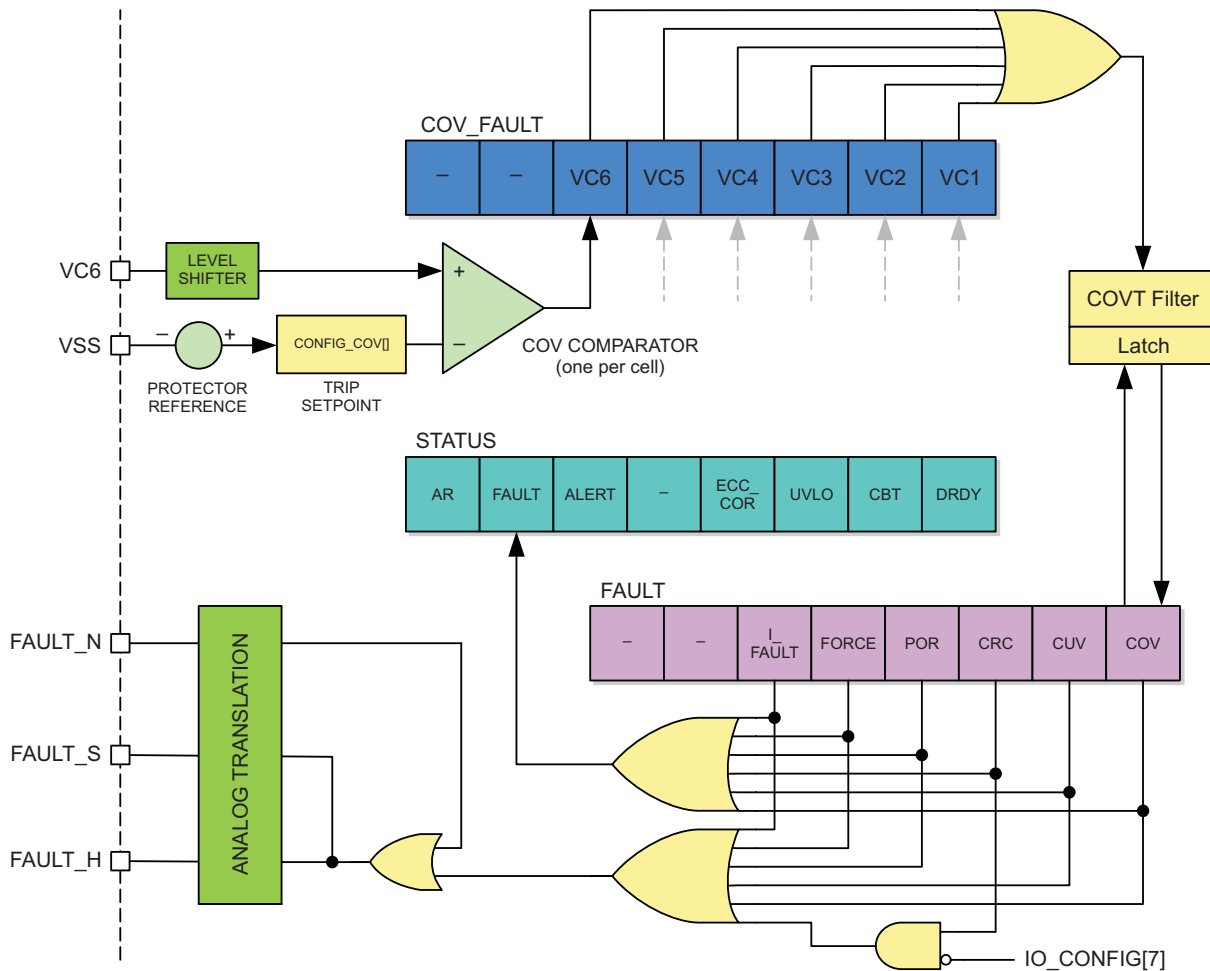 COV_FAULT
–
–
VC6
VC5
VC4
VC3
VC2
VC1
VC6
LEVEL
SHIFTER
+
–
VSS
–
+
CONFIG_COV[]
PROTECTOR
REFERENCE
TRIP
SETPOINT
COV COMPARATOR
(one per cell)
COVT Filter
Latch
STATUS
AR
FAULT
ALERT
–
ECC_
COR
UVLO
CBT
DRDY
FAULT
–
–
I_
FAULT
FORCE
POR
CRC
CUV
COV
FAULT_N
FAULT_S
FAULT_H
ANALOG TRANSLATION
IO_CONFIG[7]